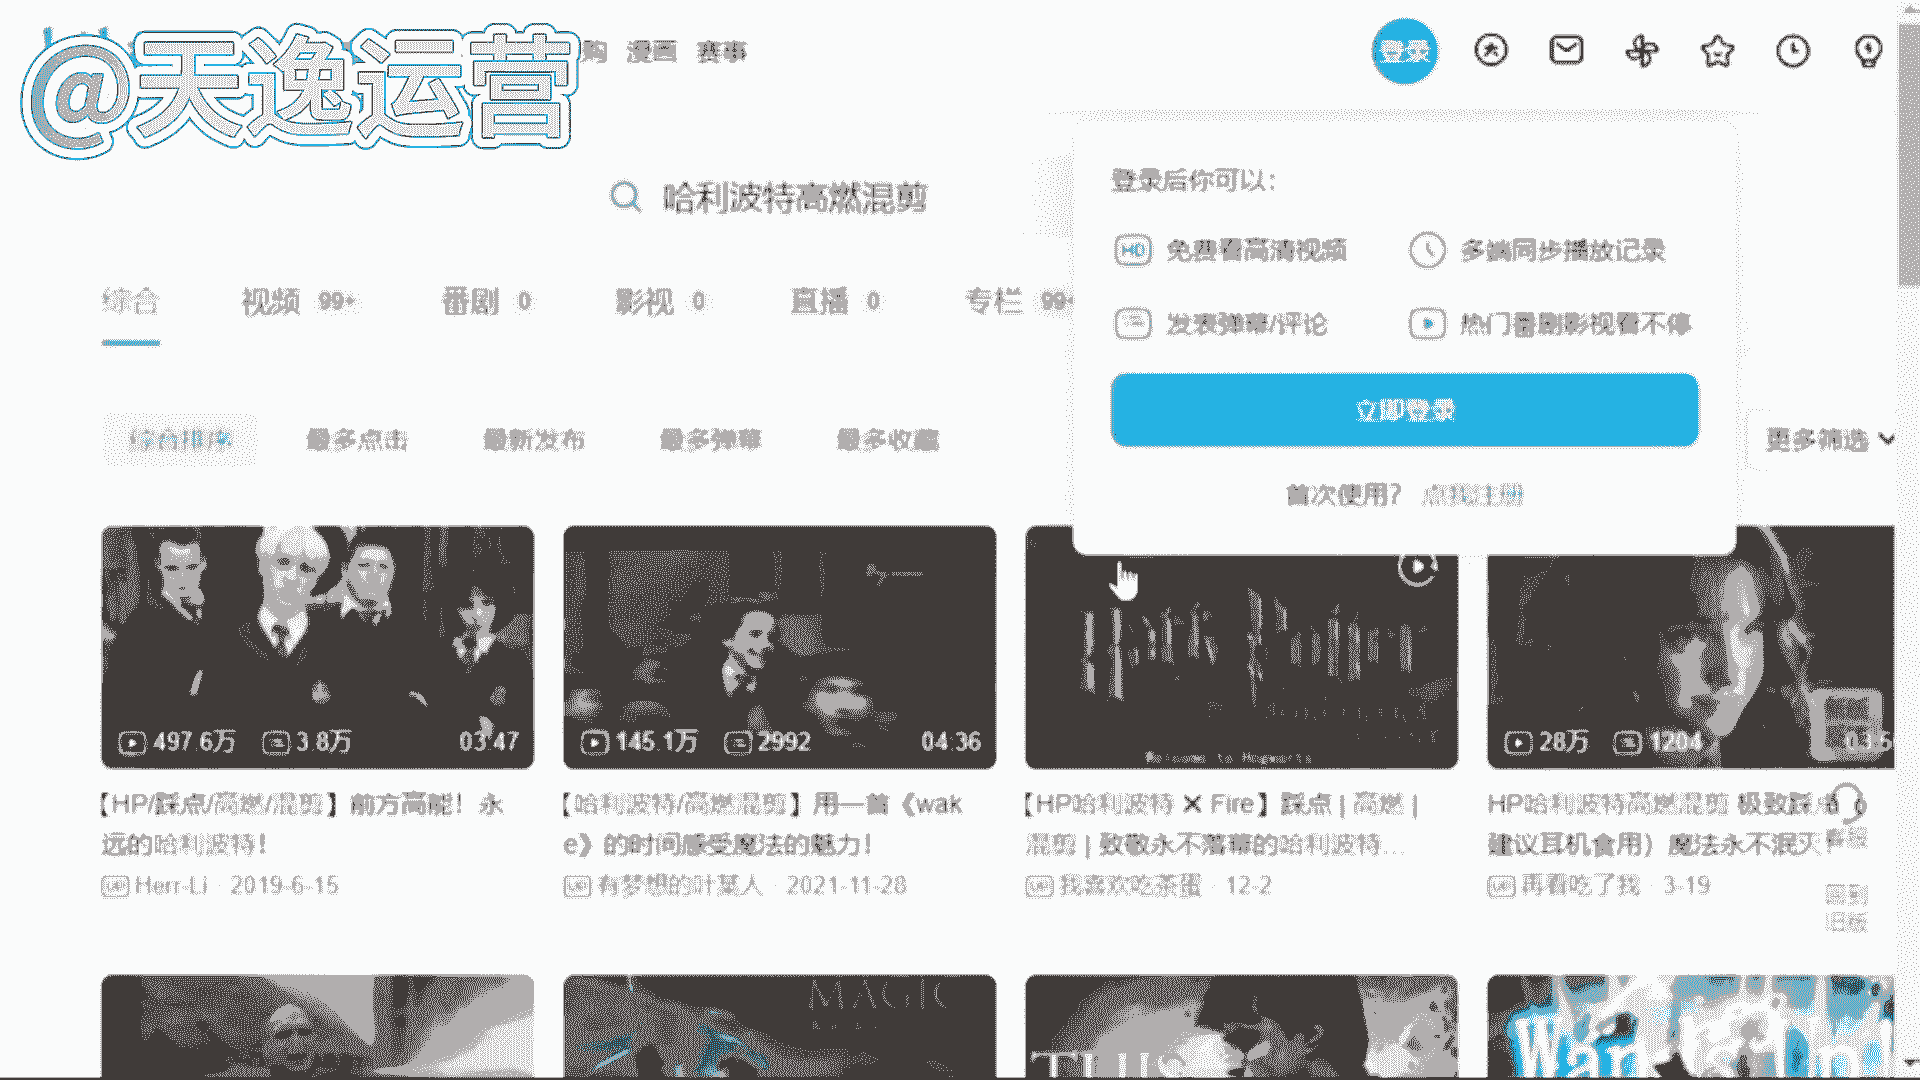 @天逸运营
购 漫画 赛事
登录
哈利波特高燃混剪
登录后你可以：
免费看高清视频 多端同步播放记录
发表弹幕/评论 热门番剧影视看不停
立即登录
首次使用？ 点我注册
综合 视频 99+ 番剧 0 影视 0 直播 0 专栏 99+
综合排序 最多点击 最新发布 最多弹幕 最多收藏 更多筛选
497.6万 3.8万 03:47
145.1万 2992 04:36
Harry Potter
Welcome to Hogwarts
28万 1204
【HP/踩点/高燃/混剪】前方高能！永
远的哈利波特！
Herr-Li · 2019-6-15
【哈利波特/高燃混剪】用一首《wak
e》的时间感受魔法的魅力！
有梦想的叶某人 · 2021-11-28
【HP哈利波特 ✕ Fire】踩点 | 高燃 |
混剪 | 致敬永不落幕的哈利波特...
我喜欢吃茶蛋 · 12-2
HP哈利波特高燃混剪 极致踩点
建议耳机食用）魔法永不泯灭
再看吃了我 · 3-19
客服
回到
旧版
MAGIC
THIS